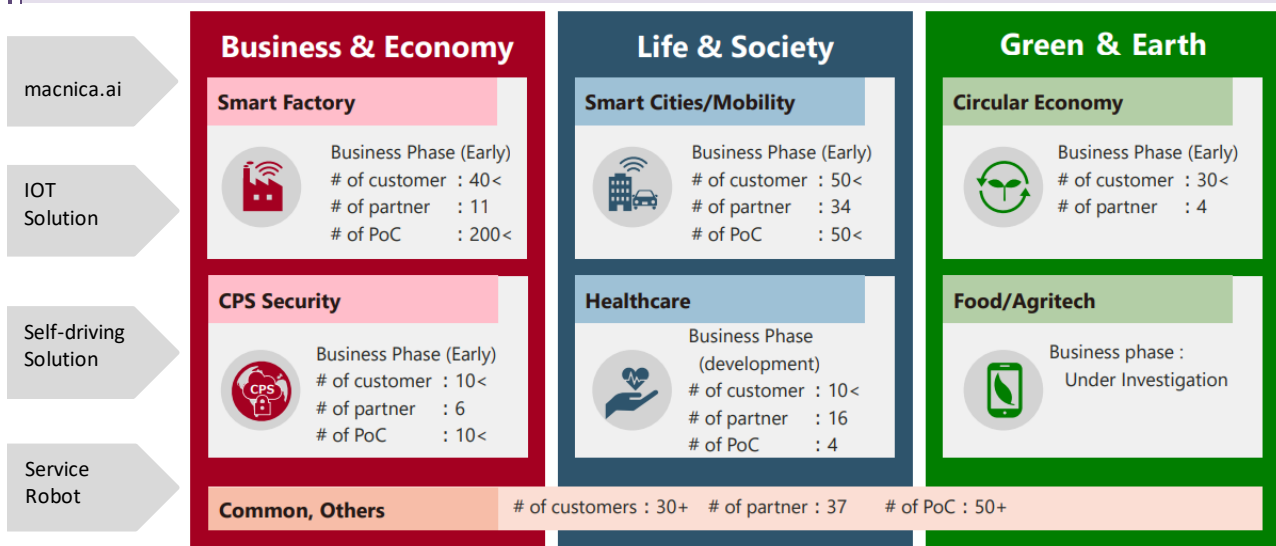 macnica.ai
IOT
Solution
Self-driving
Solution
Service
Robot
Business & Economy
Smart Factory
Business Phase (Early)
# of customer : 40<
# of partner : 11
# of PoC : 200<
CPS Security
CPS
Business Phase (Early)
# of customer : 10<
# of partner : 6
# of PoC : 10<
Life & Society
Smart Cities/Mobility
Business Phase (Early)
# of customer : 50<
# of partner : 34
# of PoC : 50<
Healthcare
Business Phase
(development)
# of customer : 10<
# of partner : 16
# of PoC : 4
Green & Earth
Circular Economy
Business Phase (Early)
# of customer : 30<
# of partner : 4
Food/Agritech
Business phase :
Under Investigation
Common, Others # of customers : 30+ # of partner : 37 # of PoC : 50+